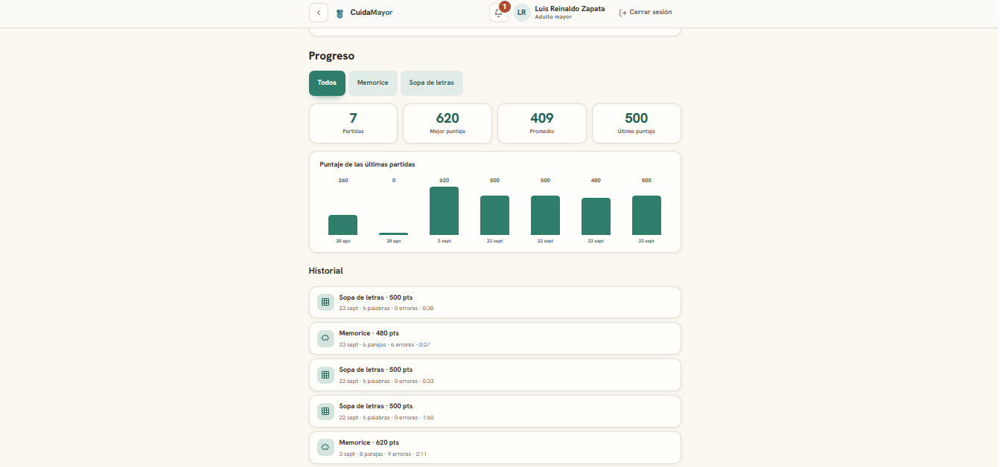 CuidaMayor
1
LR
Luis Reinaldo Zapata
Adulto mayor
Cerrar sesión
Progreso
Todos
Memorice
Sopa de letras
7
Partidas
620
Mejor puntaje
409
Promedio
500
Último puntaje
Puntaje de las últimas partidas
260
0
620
500
500
480
500
28 ago
28 ago
3 sept
22 sept
22 sept
23 sept
23 sept
Historial
Sopa de letras · 500 pts
23 sept · 5 palabras · 0 errores · 0:38
Memorice · 480 pts
23 sept · 6 parejas · 6 errores · 0:27
Sopa de letras · 500 pts
22 sept · 5 palabras · 0 errores · 0:33
Sopa de letras · 500 pts
22 sept · 5 palabras · 0 errores · 1:50
Memorice · 620 pts
3 sept · 8 parejas · 9 errores · 2:11